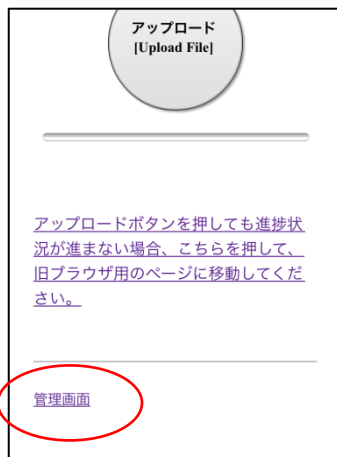 アップロード
[Upload File]
アップロードボタンを押しても進捗状
況が進まない場合、こちらを押して、
旧ブラウザ用のページに移動してくだ
さい。
管理画面